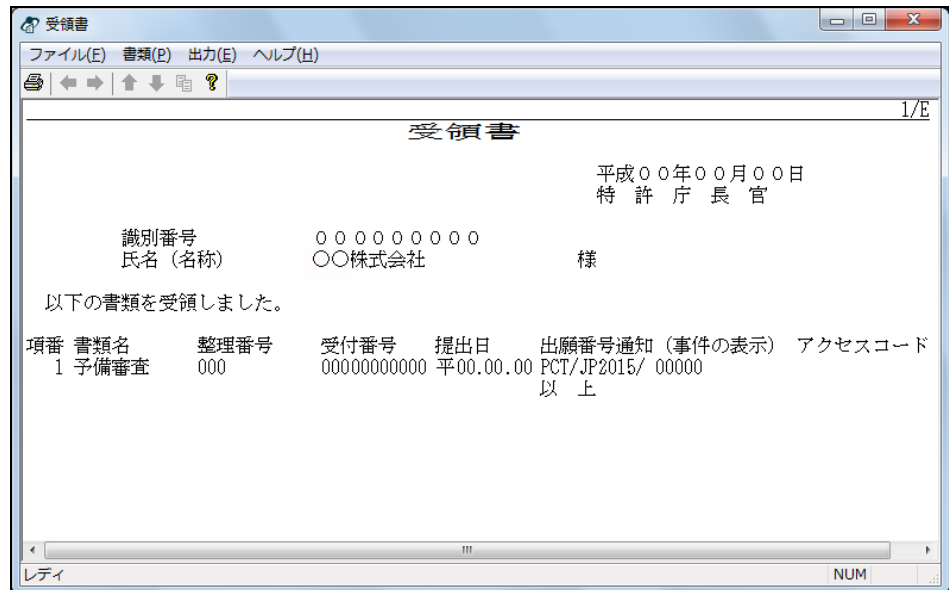 受領書
ファイル(F) 書類(P) 出力(E) ヘルプ(H)
1/E
受領書
平成００年００月００日
特 許 庁 長 官
識別番号 ０００００００００
氏名（名称） 〇〇株式会社 様
以下の書類を受領しました。
項番 書類名 整理番号 受付番号 提出日 出願番号通知（事件の表示） アクセスコード
1 予備審査 000 00000000000 平00.00.00 PCT/JP2015/ 00000
以 上
レディ NUM